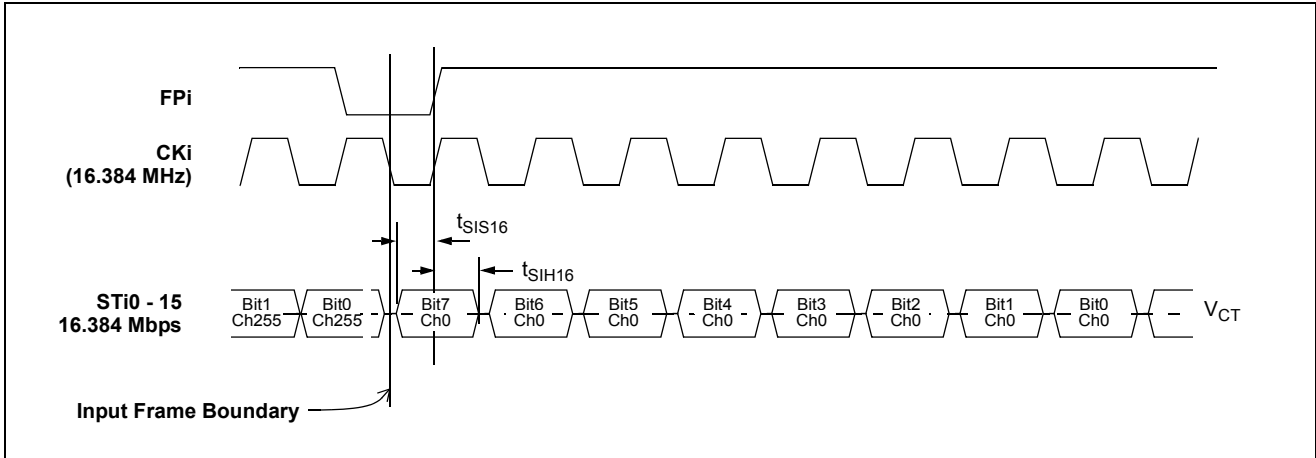 FPi
CKi
(16.384 MHz)
tSIS16
tSIH16
STi0 - 15
16.384 Mbps
Bit1 Ch255
Bit0 Ch255
Bit7 Ch0
Bit6 Ch0
Bit5 Ch0
Bit4 Ch0
Bit3 Ch0
Bit2 Ch0
Bit1 Ch0
Bit0 Ch0
VCT
Input Frame Boundary